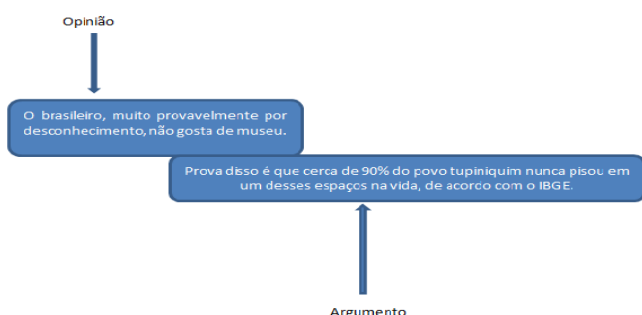 Opinião
O brasileiro, muito provavelmente por
desconhecimento, não gosta de museu.
Prova disso é que cerca de 90% do povo tupiniquim nunca pisou em
um desses espaços na vida, de acordo com o IBGE.
Argumento